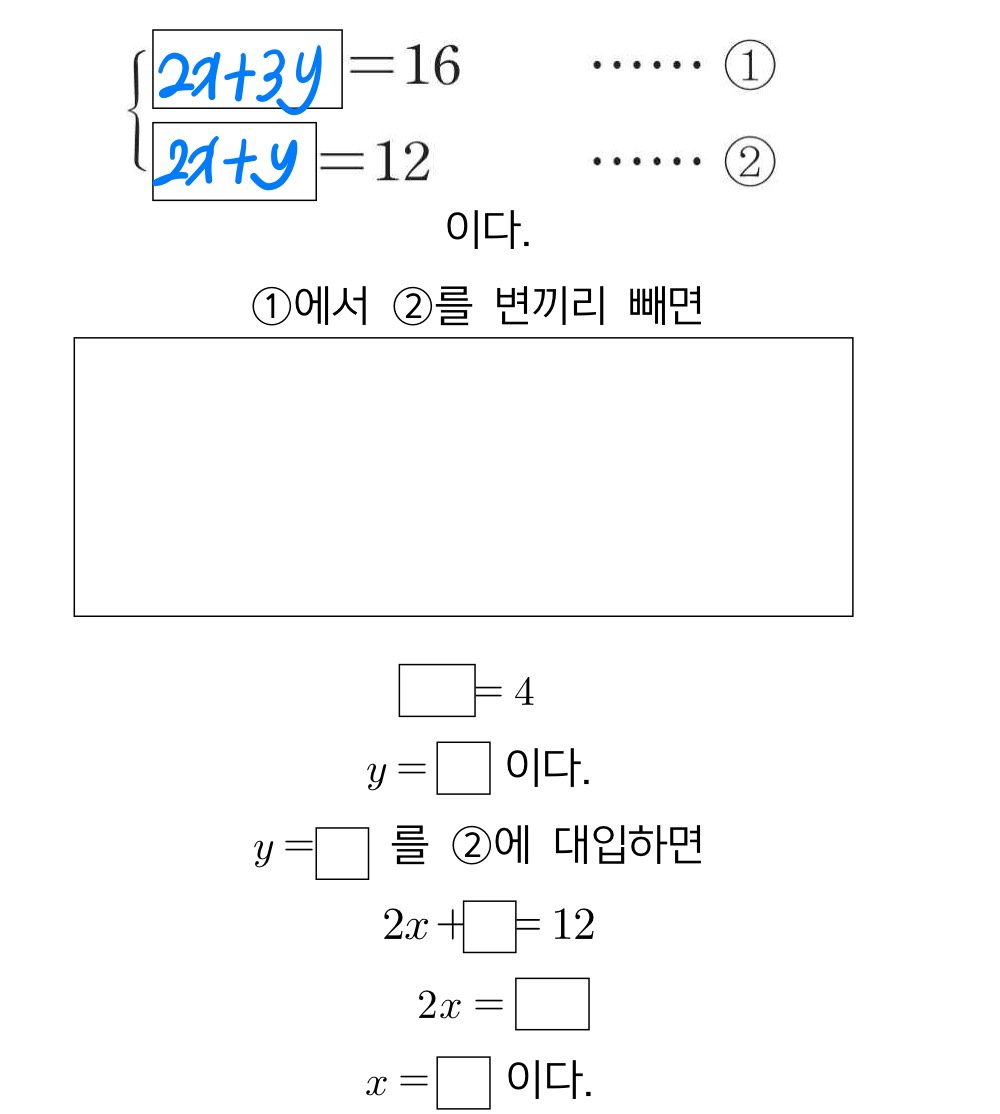 2x+3y =16 …… ①
2x+y =12 …… ②
이다.
①에서 ②를 변끼리 빼면
= 4
y = 이다.
y = 를 ②에 대입하면
2x + = 12
2x =
x = 이다.